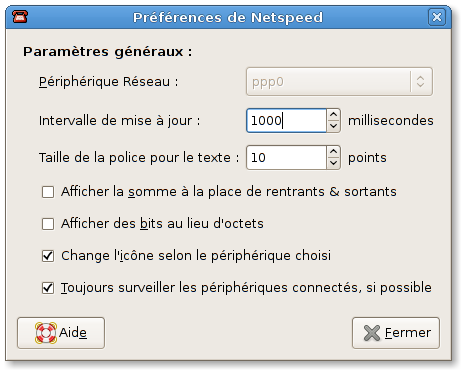 Préférences de Netspeed
Paramètres généraux :
Périphérique Réseau : ppp0
Intervalle de mise à jour : 1000 millisecondes
Taille de la police pour le texte : 10 points
Afficher la somme à la place de rentrants & sortants
Afficher des bits au lieu d'octets
Change l'icône selon le périphérique choisi
Toujours surveiller les périphériques connectés, si possible
Aide Fermer